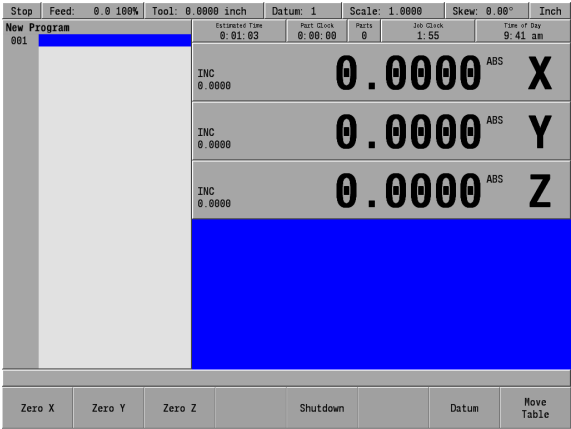 Stop Feed: 0.0 100% Tool: 0.0000 inch Datum: 1 Scale: 1.0000 Skew: 0.00° Inch
New Program
001
Estimated Time Part Clock Parts Job Clock Time of Day
0:01:03 0:00:00 0 1:55 9:41 am
INC
0.0000
0.0000 ABS X
INC
0.0000
0.0000 ABS Y
INC
0.0000
0.0000 ABS Z
Zero X Zero Y Zero Z Shutdown Datum Move
Table